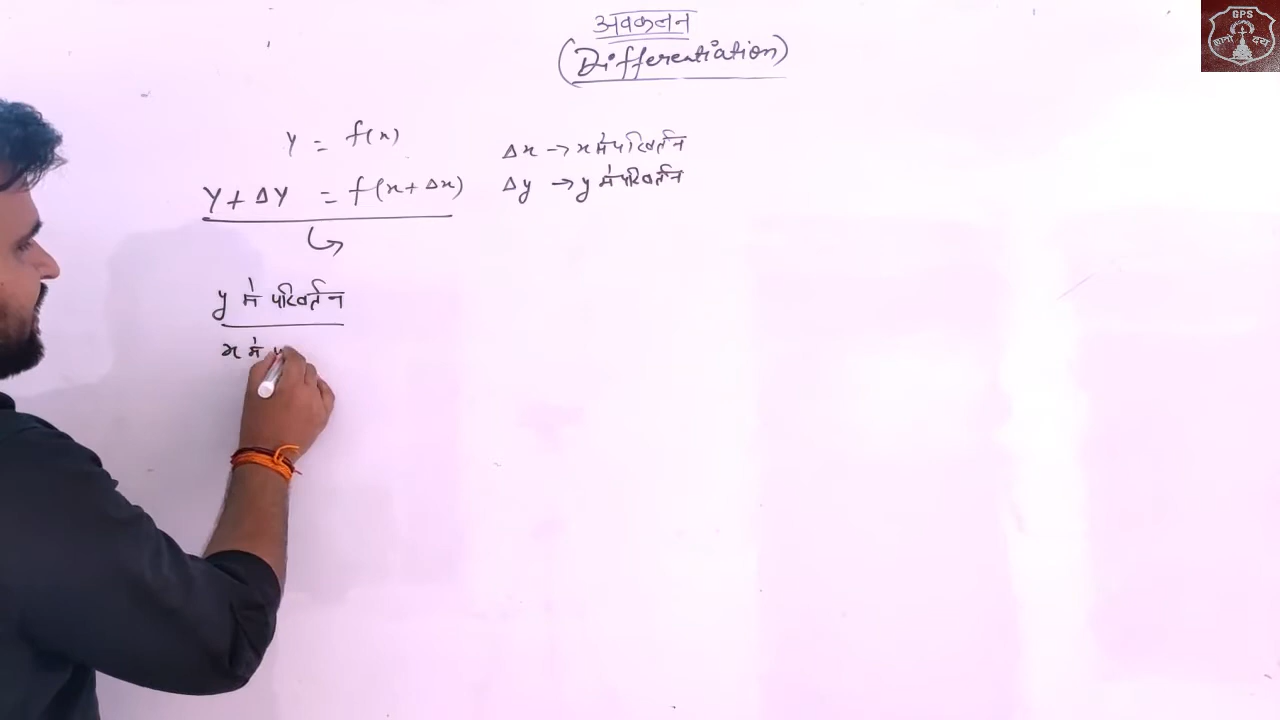 अवकलन
(Differentiation)
y = f(x)
Δx → x में परिवर्तन
y + Δy = f(x + Δx)
Δy → y में परिवर्तन
y में परिवर्तन
x में
GPS